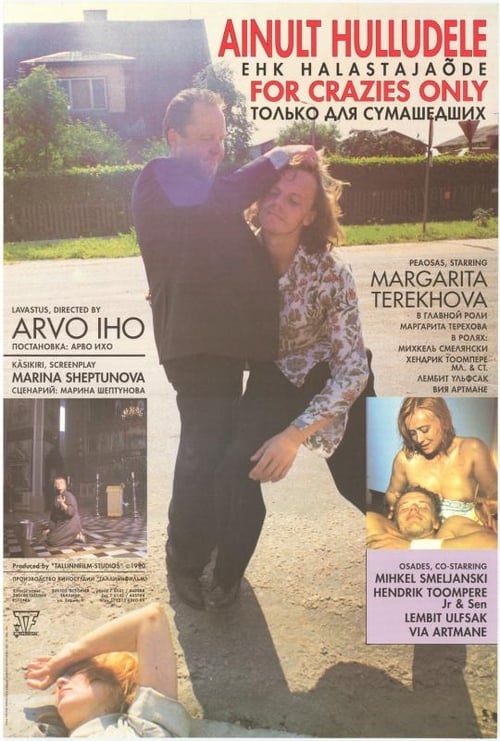 AINULT HULLUDELE
EHK HALASTAJAÕDE
FOR CRAZIES ONLY
ТОЛЬКО ДЛЯ СУМАШЕДШИХ
PEAOSAS, STARRING
MARGARITA
TEREKHOVA
В ГЛАВНОЙ РОЛИ
МАРГАРИТА ТЕРЕХОВА
В РОЛЯХ:
МИХКЕЛЬ СМЕЛЯНСКИ
ХЕНДРИК ТООМПЕРЕ
МЛ. & СТ.
ЛЕМБИТ УЛЬФСАК
ВИЯ АРТМАНЕ
LAVASTUS, DIRECTED BY
ARVO IHO
ПОСТАНОВКА: АРВО ИХО
KÄSIKIRI, SCREENPLAY
MARINA SHEPTUNOVA
СЦЕНАРИЙ: МАРИНА ШЕПТУНОВА
Produced by "TALLINNFILM-STUDIOS" ©1990
ПРОИЗВОДСТВО КИНОСТУДИИ "ТАЛЛИНФИЛЬМ"
OSADES, CO-STARRING
MIHKEL SMELJANSKI
HENDRIK TOOMPERE
Jr & Sen
LEMBIT ULFSAK
VIA ARTMANE